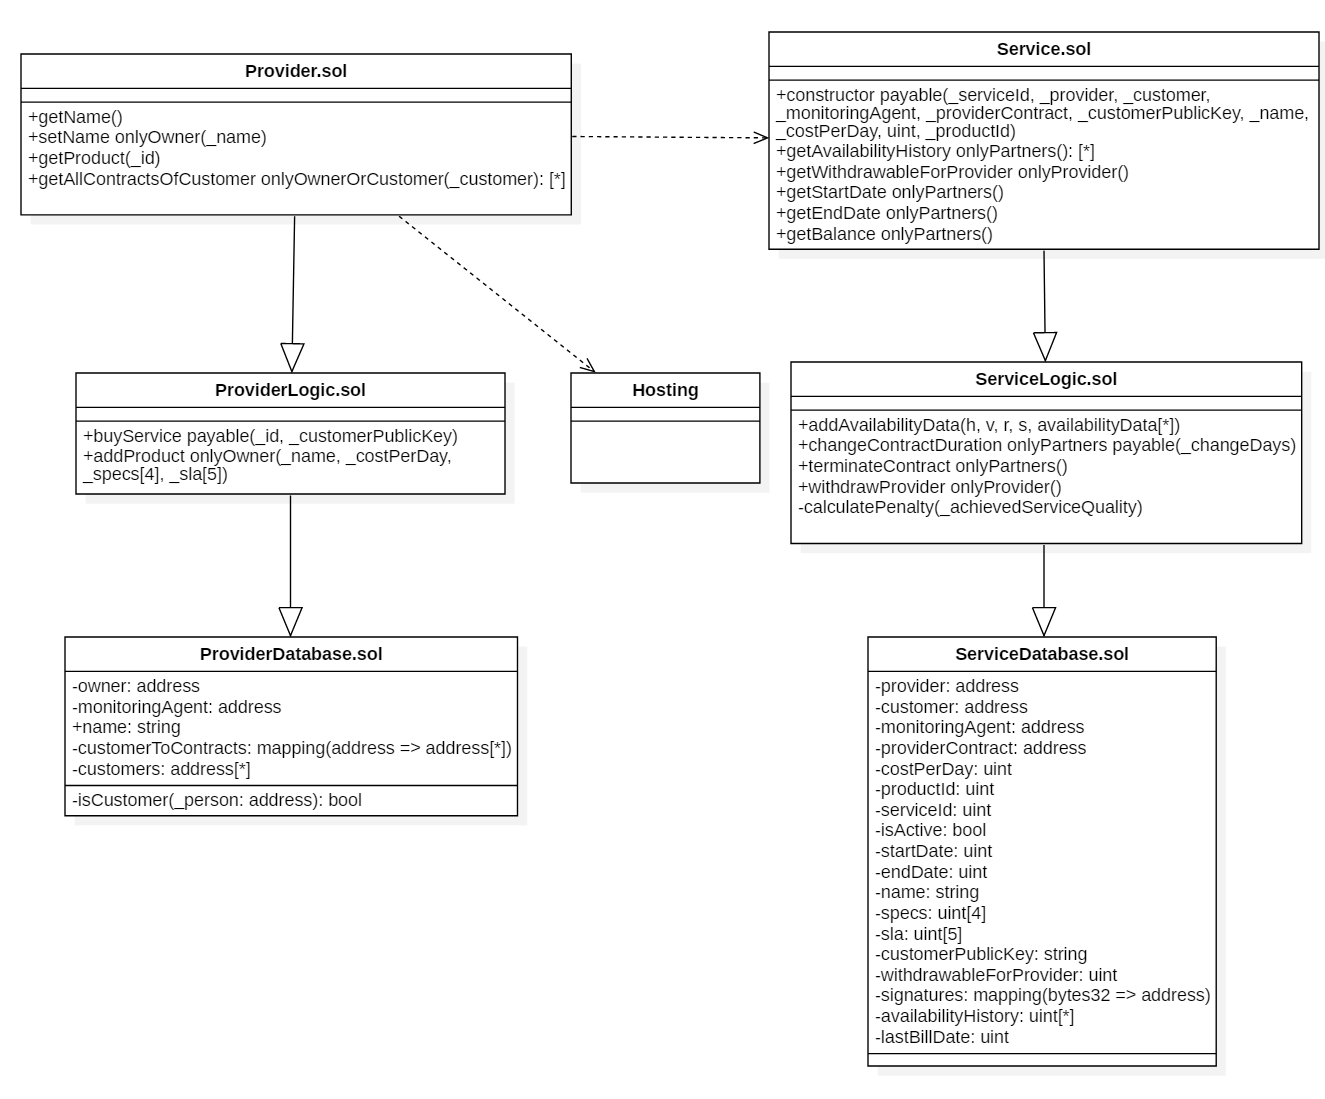 Provider.sol
+getName()
+setName onlyOwner(_name)
+getProduct(_id)
+getAllContractsOfCustomer onlyOwnerOrCustomer(_customer): [*]
Service.sol
+constructor payable(_serviceId, _provider, _customer,
_monitoringAgent, _providerContract, _customerPublicKey, _name,
_costPerDay, uint, _productId)
+getAvailabilityHistory onlyPartners(): [*]
+getWithdrawableForProvider onlyProvider()
+getStartDate onlyPartners()
+getEndDate onlyPartners()
+getBalance onlyPartners()
ProviderLogic.sol
+buyService payable(_id, _customerPublicKey)
+addProduct onlyOwner(_name, _costPerDay,
_specs[4], _sla[5])
Hosting
ServiceLogic.sol
+addAvailabilityData(h, v, r, s, availabilityData[*])
+changeContractDuration onlyPartners payable(_changeDays)
+terminateContract onlyPartners()
+withdrawProvider onlyProvider()
-calculatePenalty(_achievedServiceQuality)
ProviderDatabase.sol
-owner: address
-monitoringAgent: address
+name: string
-customerToContracts: mapping(address => address[*])
-customers: address[*]
-isCustomer(_person: address): bool
ServiceDatabase.sol
-provider: address
-customer: address
-monitoringAgent: address
-providerContract: address
-costPerDay: uint
-productId: uint
-serviceId: uint
-isActive: bool
-startDate: uint
-endDate: uint
-name: string
-specs: uint[4]
-sla: uint[5]
-customerPublicKey: string
-withdrawableForProvider: uint
-signatures: mapping(bytes32 => address)
-availabilityHistory: uint[*]
-lastBillDate: uint